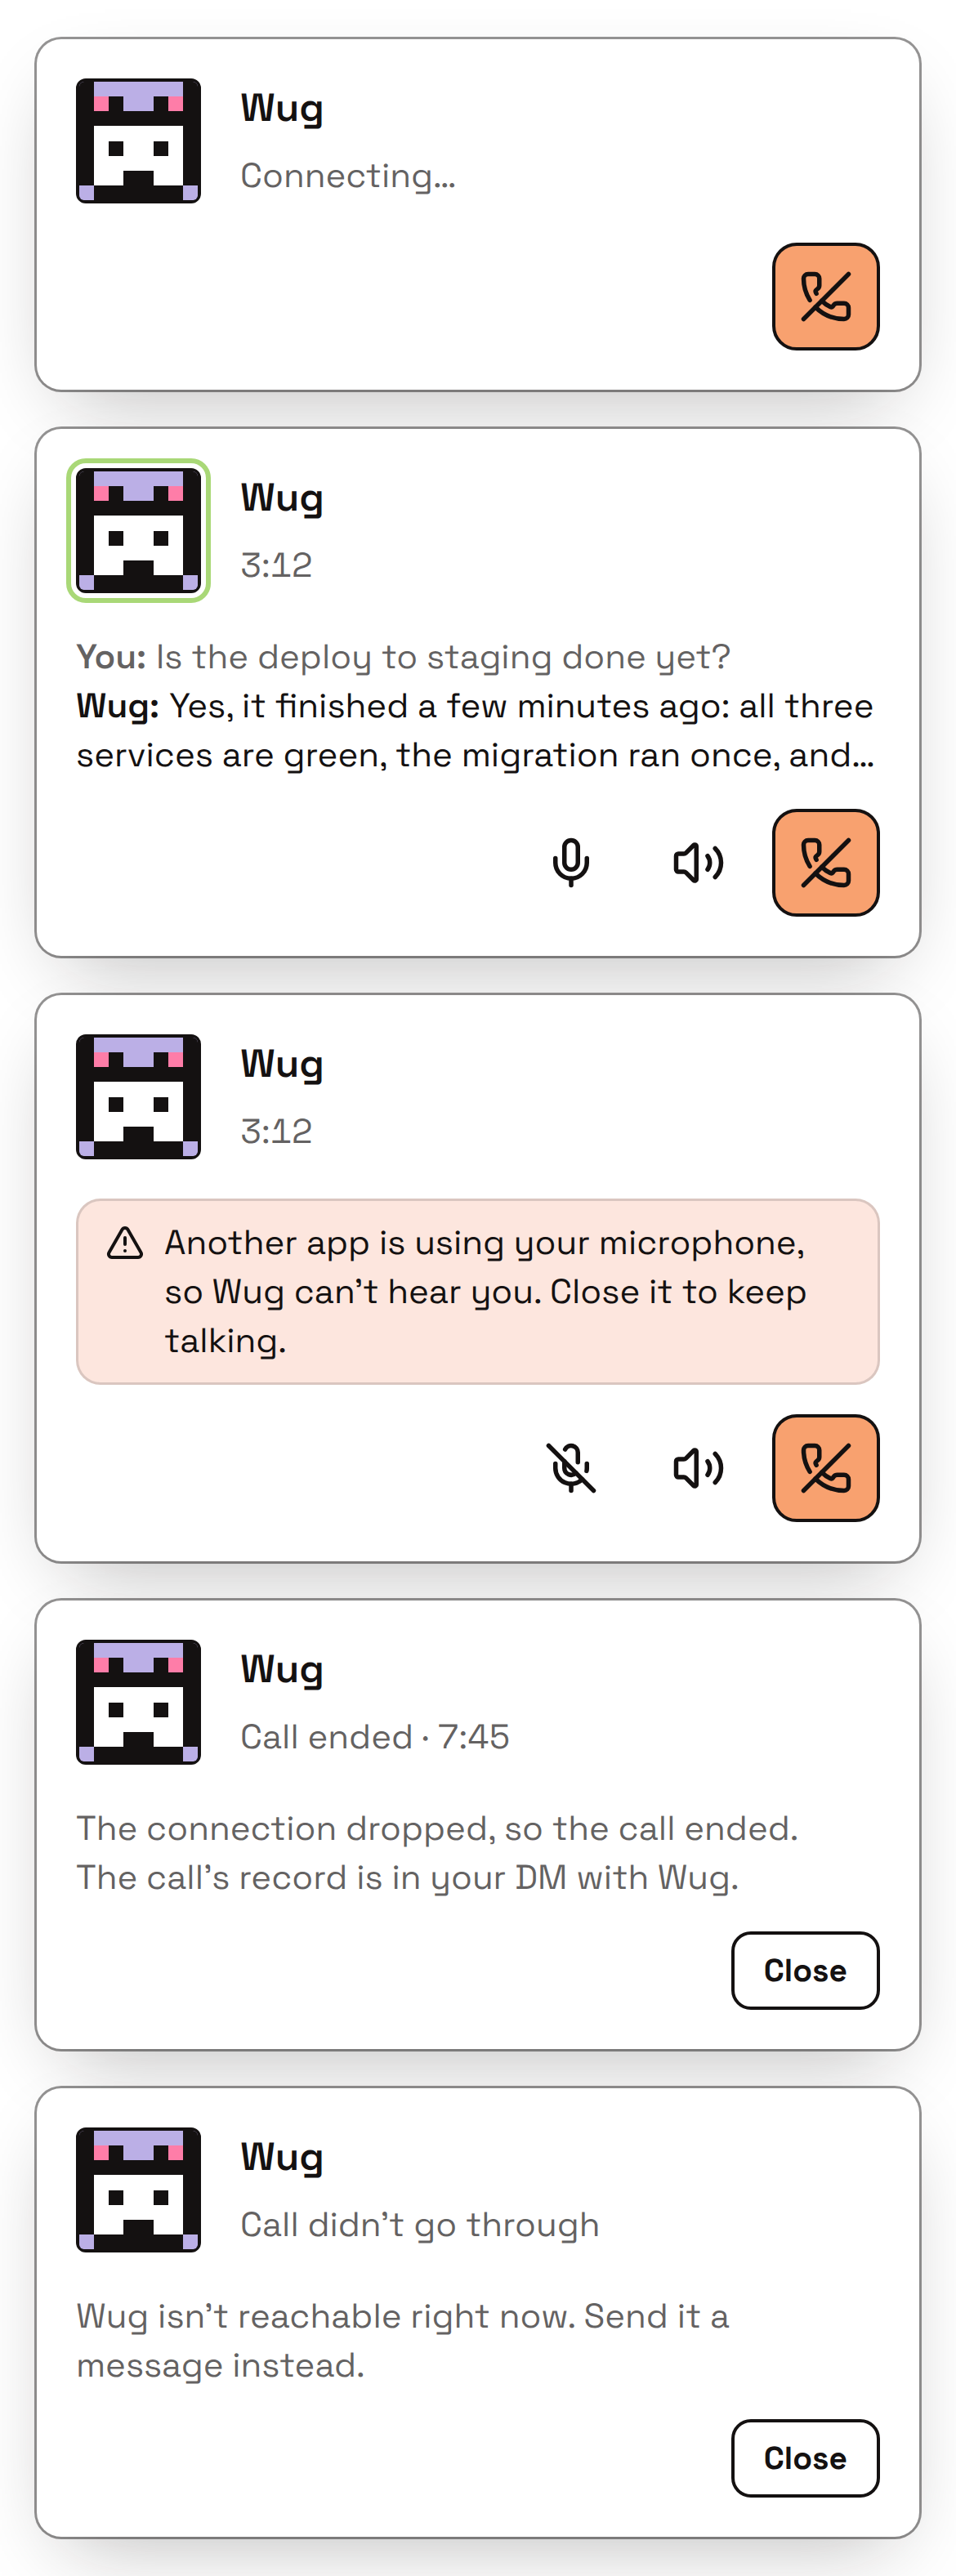 Wug
Connecting...
Wug
3:12
You: Is the deploy to staging done yet?
Wug: Yes, it finished a few minutes ago: all three
services are green, the migration ran once, and...
Wug
3:12
Another app is using your microphone,
so Wug can’t hear you. Close it to keep
talking.
Wug
Call ended · 7:45
The connection dropped, so the call ended.
The call’s record is in your DM with Wug.
Close
Wug
Call didn’t go through
Wug isn’t reachable right now. Send it a
message instead.
Close